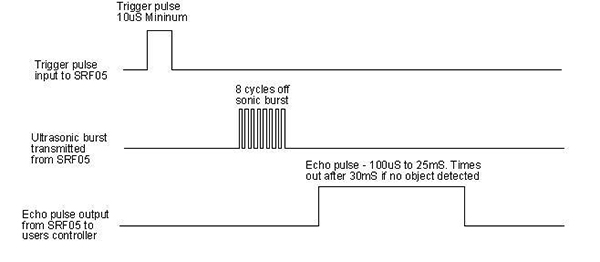 Trigger pulse
10uS Mininum
Trigger pulse
input to SRF05
8 cycles off
sonic burst
Ultrasonic burst
transmitted
from SRF05
Echo pulse - 100uS to 25mS. Times
out after 30mS if no object detected
Echo pulse output
from SRF05 to
users controller